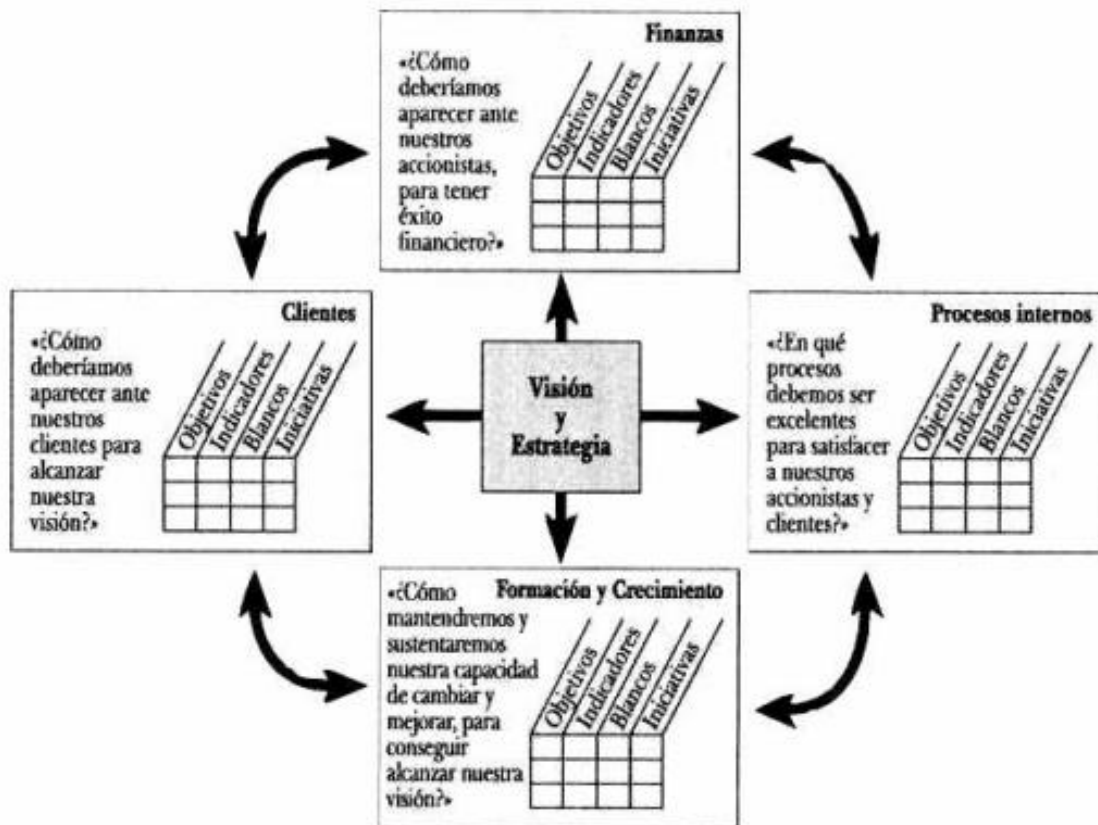 Finanzas
«¿Cómo
deberíamos
aparecer ante
nuestros
accionistas,
para tener
éxito
financiero?»
Objetivos
Indicadores
Blancos
Iniciativas
Clientes
«¿Cómo
deberíamos
aparecer ante
nuestros
clientes para
alcanzar
nuestra
visión?»
Objetivos
Indicadores
Blancos
Iniciativas
Visión
y
Estrategia
Procesos internos
«¿En qué
procesos
debemos ser
excelentes
para satisfacer
a nuestros
accionistas y
clientes?»
Objetivos
Indicadores
Blancos
Iniciativas
Formación y Crecimiento
«¿Cómo
mantendremos y
sustentaremos
nuestra capacidad
de cambiar y
mejorar, para
conseguir
alcanzar nuestra
visión?»
Objetivos
Indicadores
Blancos
Iniciativas